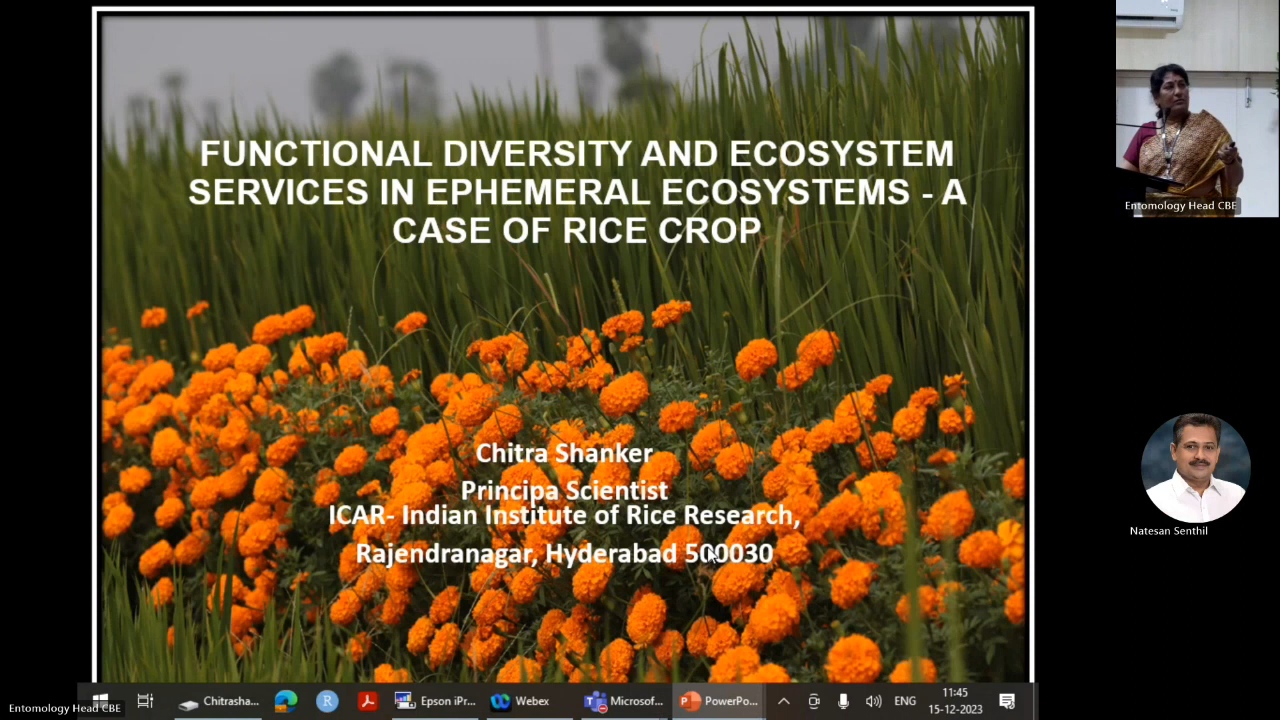 FUNCTIONAL DIVERSITY AND ECOSYSTEM
SERVICES IN EPHEMERAL ECOSYSTEMS - A
CASE OF RICE CROP
Chitra Shanker
Principa Scientist
ICAR- Indian Institute of Rice Research,
Rajendranagar, Hyderabad 500030
Entomology Head CBE
Natesan Senthil
Entomology Head CBE
Chitrasha...
Epson iPr...
Webex
Microsof...
PowerPo...
ENG
11:45
15-12-2023